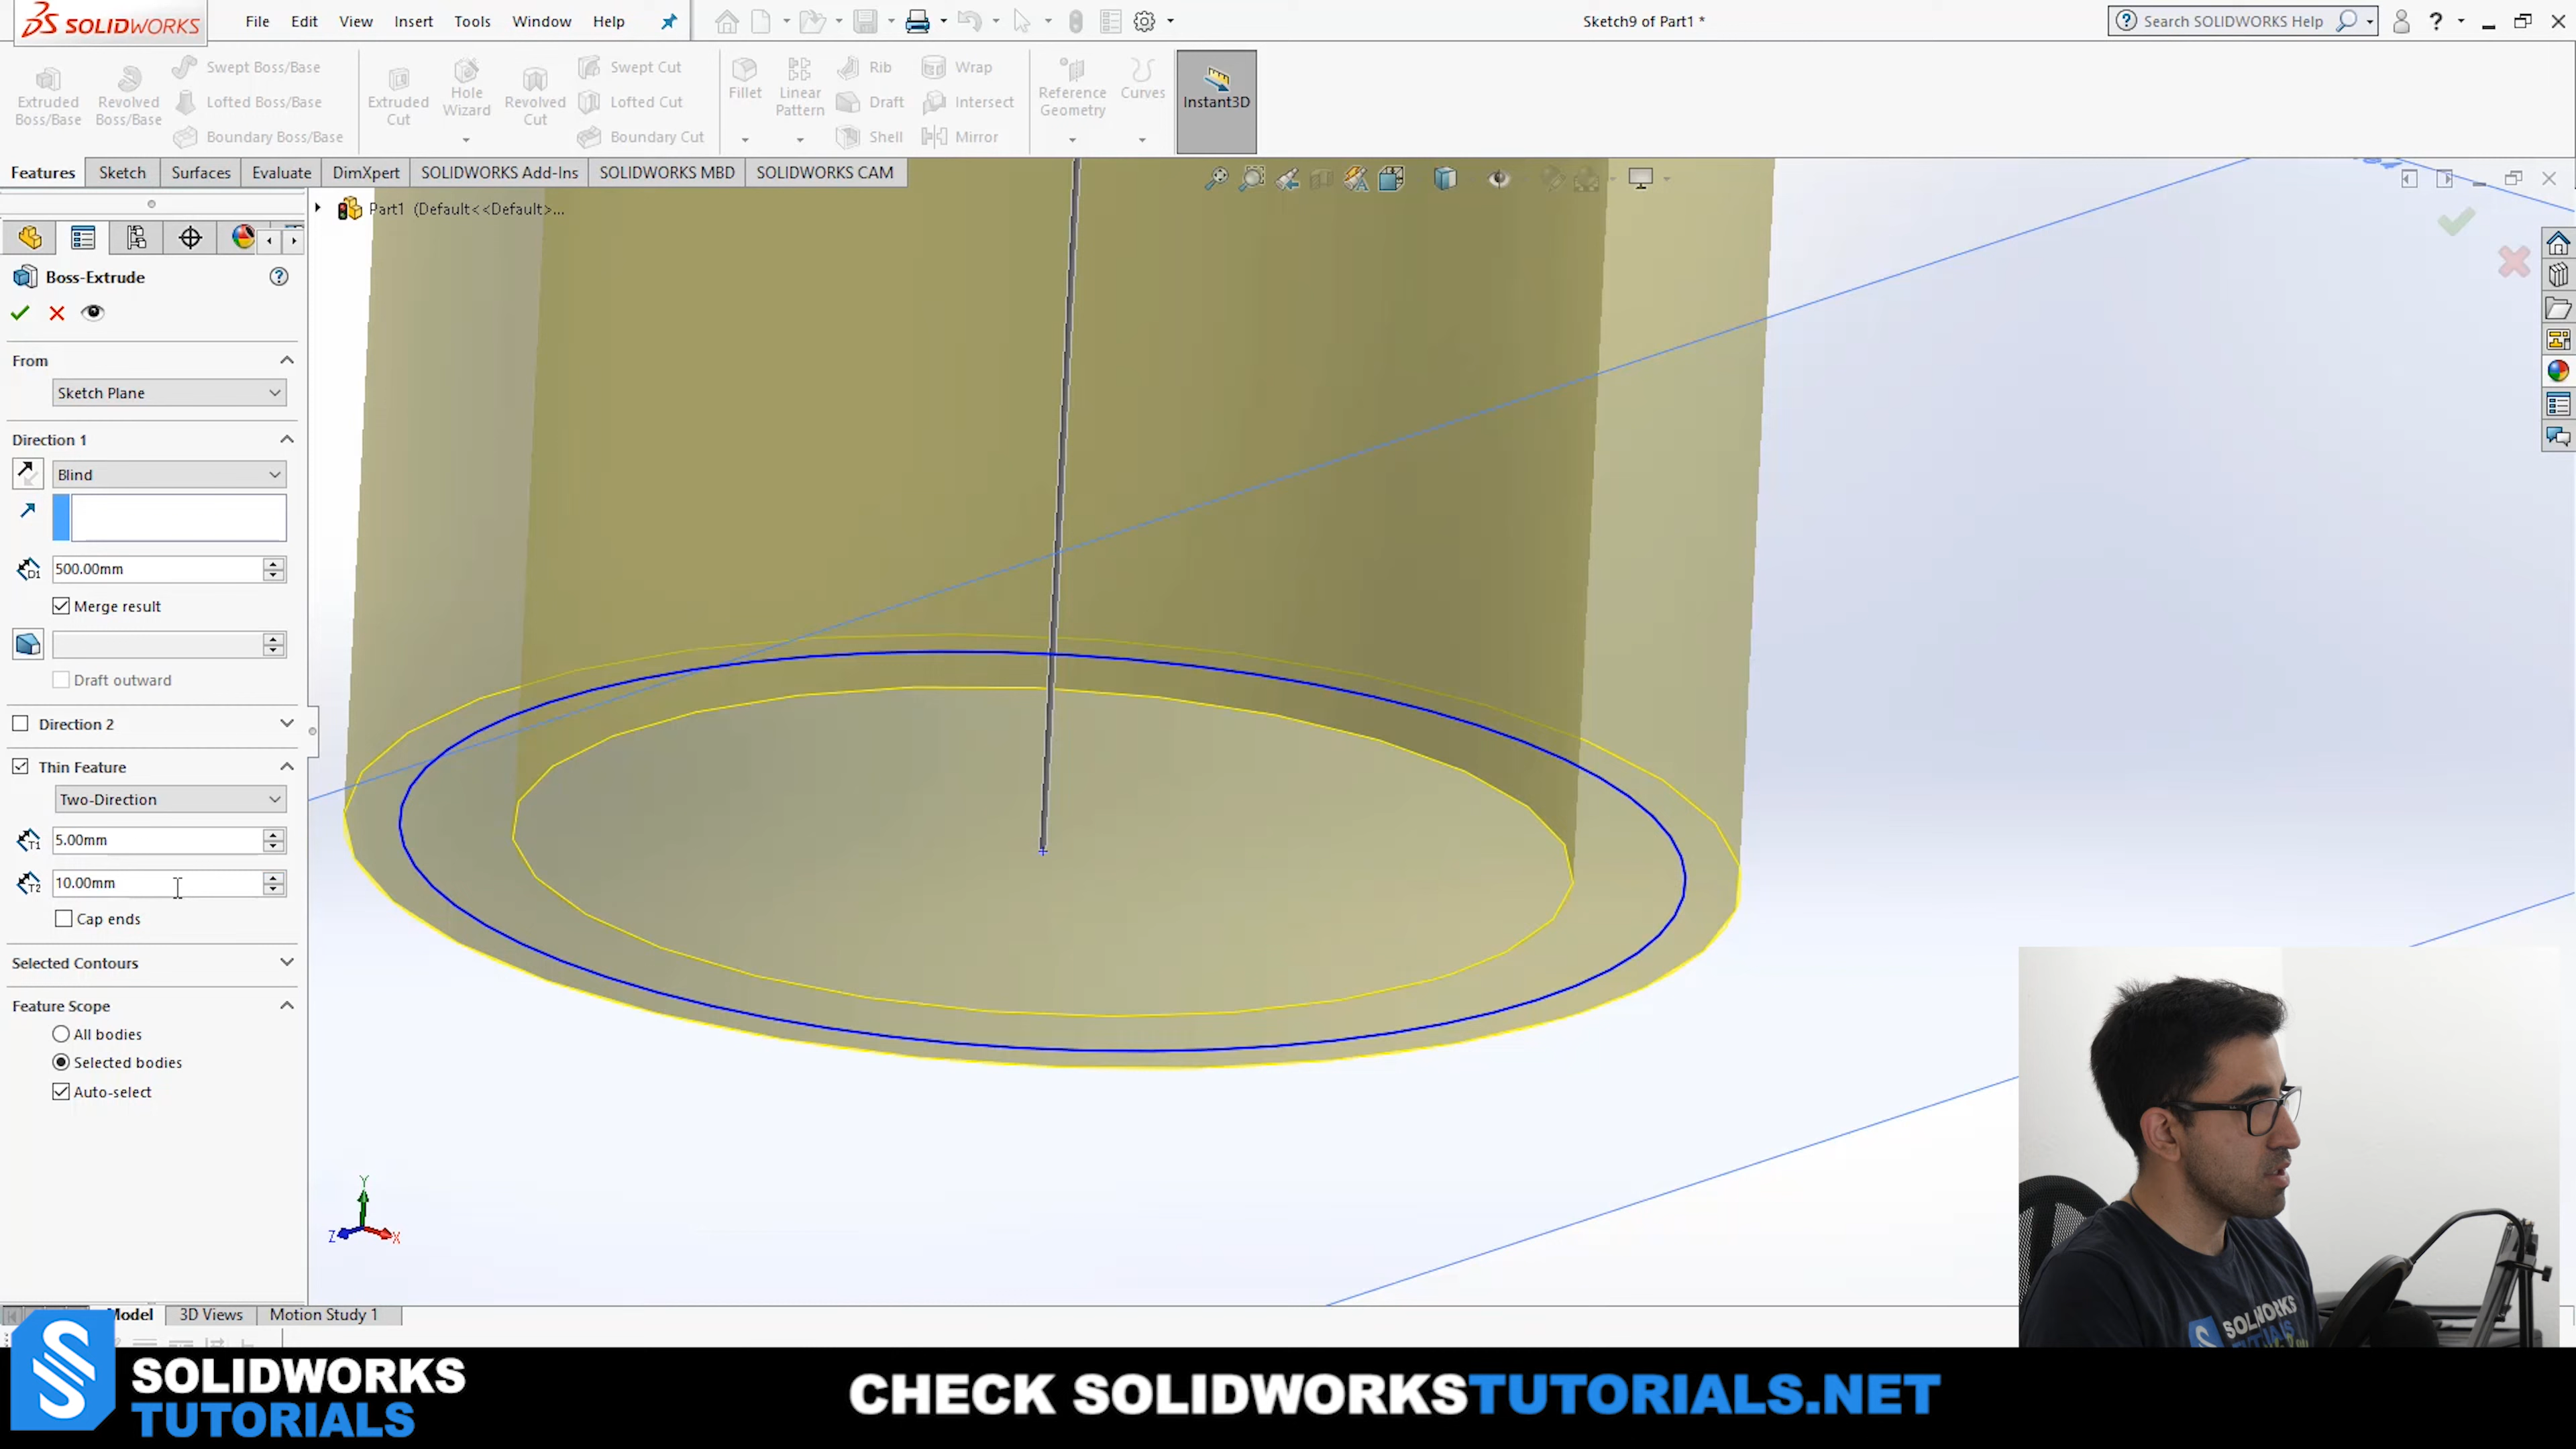 SOLIDWORKS
File Edit View Insert Tools Window Help
Sketch9 of Part1 *
Search SOLIDWORKS Help
Extruded Boss/Base
Revolved Boss/Base
Swept Boss/Base
Lofted Boss/Base
Boundary Boss/Base
Extruded Cut
Hole Wizard
Revolved Cut
Swept Cut
Lofted Cut
Boundary Cut
Fillet
Linear Pattern
Rib
Draft
Shell
Wrap
Intersect
Mirror
Reference Geometry
Curves
Instant3D
Features Sketch Surfaces Evaluate DimXpert SOLIDWORKS Add-Ins SOLIDWORKS MBD SOLIDWORKS CAM
Part1 (Default<<Default>...
Boss-Extrude
From
Sketch Plane
Direction 1
Blind
D1 500.00mm
Merge result
Draft outward
Direction 2
Thin Feature
Two-Direction
T1 5.00mm
T2 10.00mm
Cap ends
Selected Contours
Feature Scope
All bodies
Selected bodies
Auto-select
Y
Z X
Model 3D Views Motion Study 1
SOLIDWORKS
SOLIDWORKS
TUTORIALS
CHECK SOLIDWORKSTUTORIALS.NET